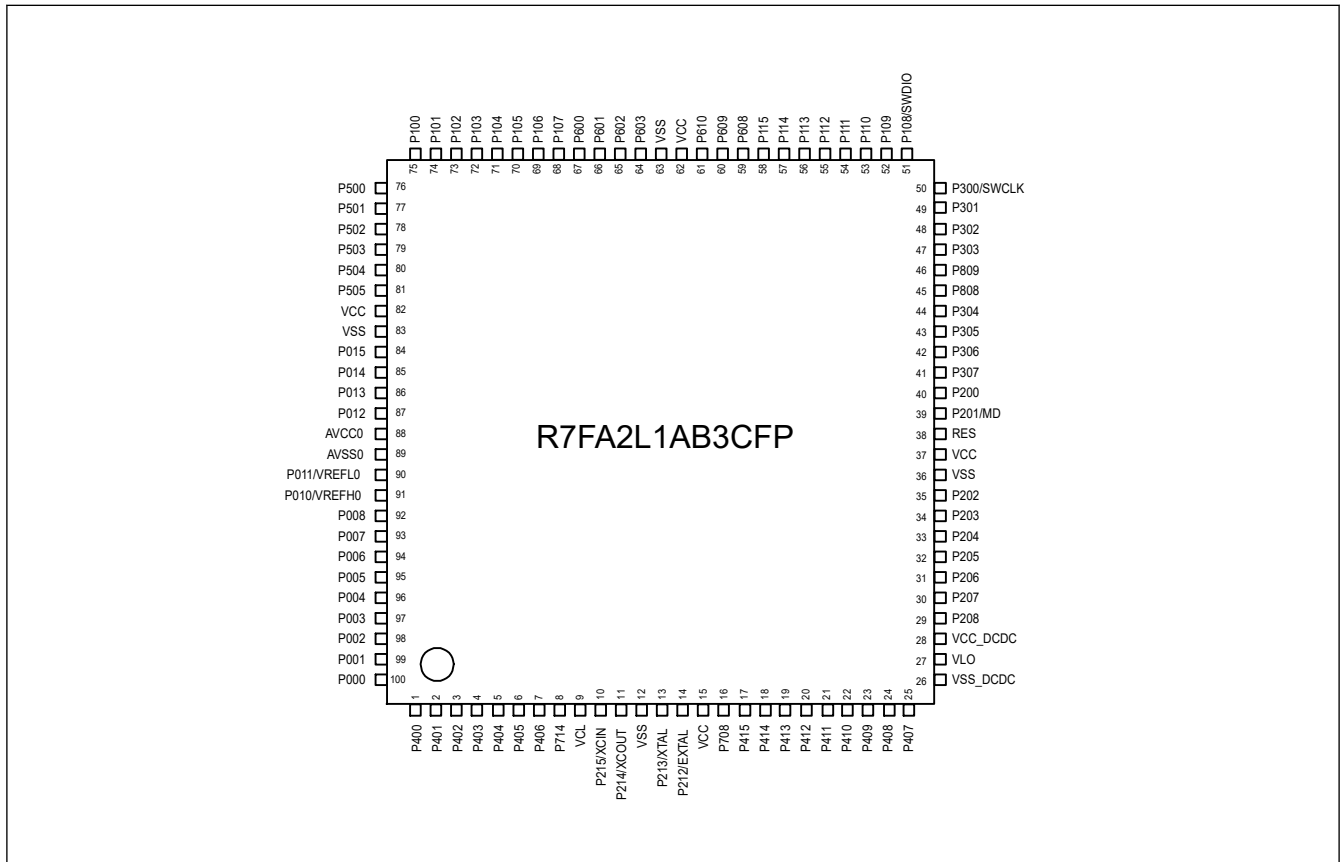 P100 P101 P102 P103 P104 P105 P106 P107 P600 P601 P602 P603 VSS VCC P610 P609 P608 P115 P114 P113 P112 P111 P110 P109 P108/SWDIO
75 74 73 72 71 70 69 68 67 66 65 64 63 62 61 60 59 58 57 56 55 54 53 52 51
P500 76 50 P300/SWCLK
P501 77 49 P301
P502 78 48 P302
P503 79 47 P303
P504 80 46 P809
P505 81 45 P808
VCC 82 44 P304
VSS 83 43 P305
P015 84 42 P306
P014 85 41 P307
P013 86 40 P200
P012 87 39 P201/MD
AVCC0 88 38 RES
R7FA2L1AB3CFP
AVSS0 89 37 VCC
P011/VREFL0 90 36 VSS
P010/VREFH0 91 35 P202
P008 92 34 P203
P007 93 33 P204
P006 94 32 P205
P005 95 31 P206
P004 96 30 P207
P003 97 29 P208
P002 98 28 VCC_DCDC
P001 99 27 VLO
P000 100 26 VSS_DCDC
1 2 3 4 5 6 7 8 9 10 11 12 13 14 15 16 17 18 19 20 21 22 23 24 25
P400 P401 P402 P403 P404 P405 P406 P714 VCL P215/XCIN P214/XCOUT VSS P213/XTAL P212/EXTAL VCC P708 P415 P414 P413 P412 P411 P410 P409 P408 P407